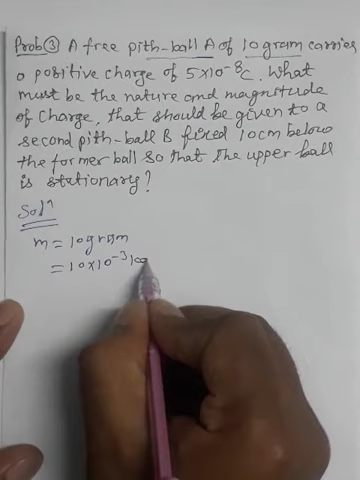 Prob③ A free pith-ball A of 10 gram carries
a positive charge of 5×10⁻⁸C. What
must be the nature and magnitude
of charge, that should be given to a
second pith-ball B fixed 10cm below
the former ball so that the upper ball
is stationary?
Solⁿ
m = 10gram
= 10×10⁻³